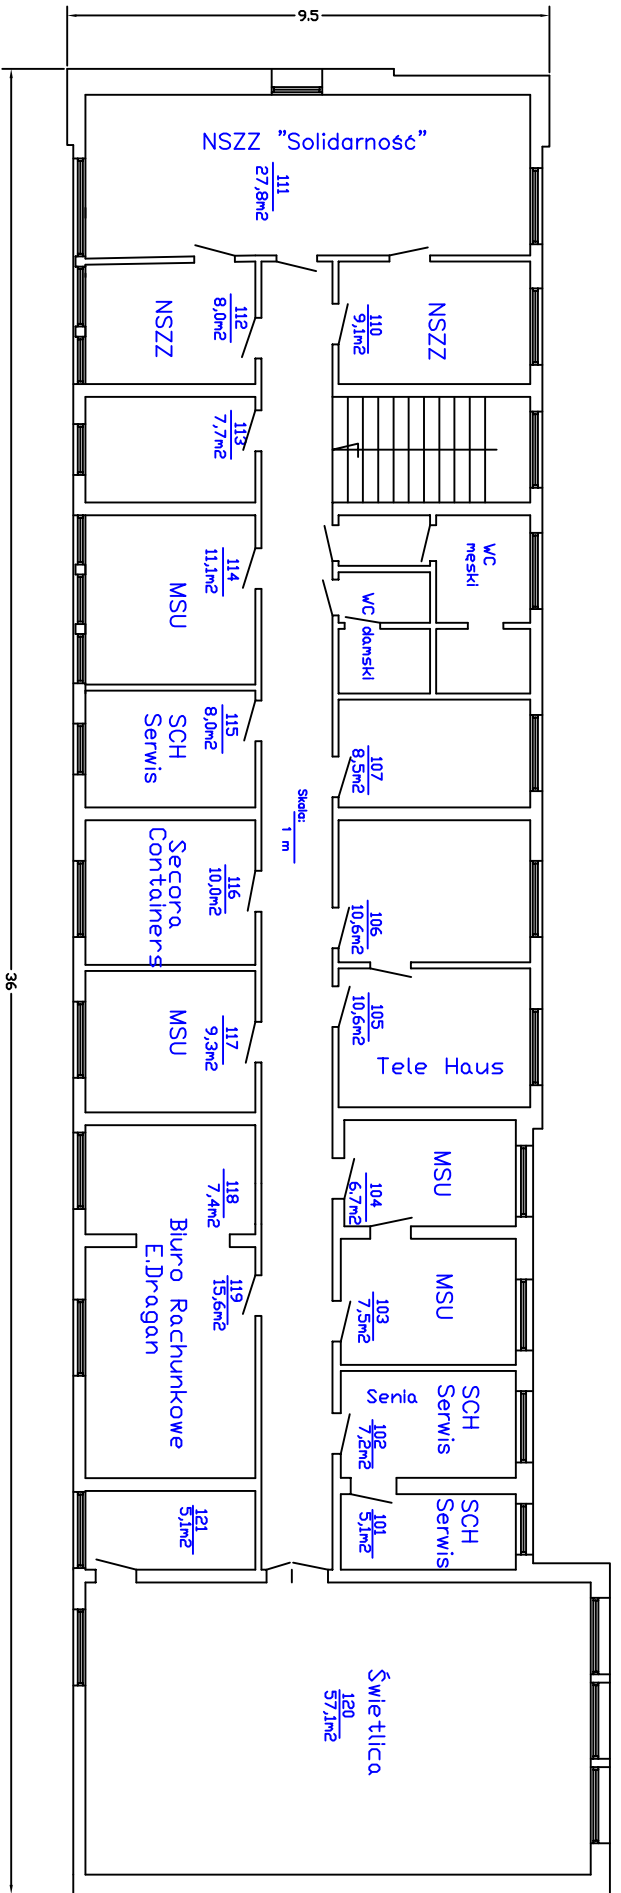 9.5
36
NSZZ "Solidarność"
111
27,8m2
112
8,0m2
NSZZ
110
9,1m2
NSZZ
113
7,7m2
114
11,1m2
MSU
WC
męski
WC damski
115
8,0m2
SCH
Serwis
107
8,5m2
Skala:
1 m
116
10,0m2
Secora
Containers
106
10,6m2
117
9,3m2
MSU
105
10,6m2
Tele Haus
118
7,4m2
104
6,7m2
MSU
119
15,6m2
Biuro Rachunkowe
E.Dragan
103
7,5m2
MSU
102
7,2m2
Senia
SCH
Serwis
121
5,1m2
101
5,1m2
SCH
Serwis
Świetlica
120
57,1m2